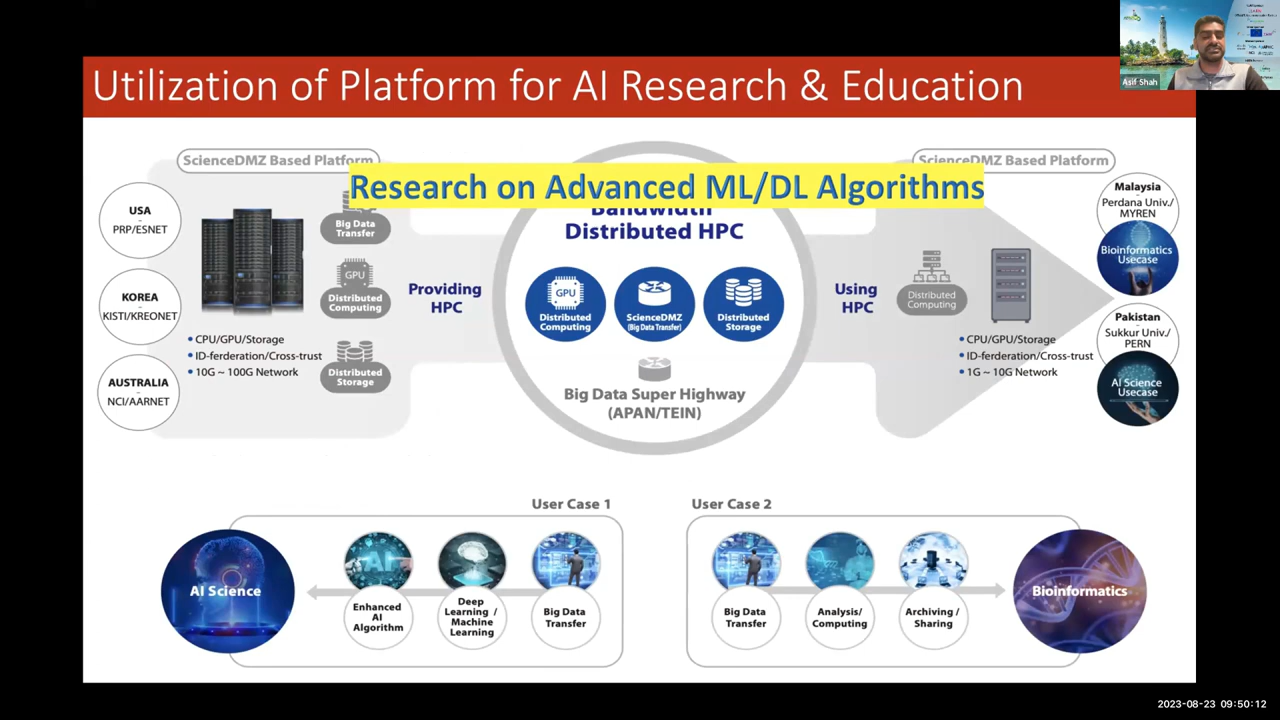 Utilization of Platform for AI Research & Education
Asif Shah
ScienceDMZ Based Platform
ScienceDMZ Based Platform
Research on Advanced ML/DL Algorithms
Bandwidth
Distributed HPC
USA
PRP/ESNET
KOREA
KISTI/KREONET
AUSTRALIA
NCI/AARNET
Big Data
Transfer
GPU
Distributed
Computing
Distributed
Storage
• CPU/GPU/Storage
• ID-ferderation/Cross-trust
• 10G ~ 100G Network
Providing
HPC
GPU
Distributed
Computing
ScienceDMZ
(Big Data Transfer)
Distributed
Storage
Big Data Super Highway
(APAN/TEIN)
Using
HPC
Distributed
Computing
• CPU/GPU/Storage
• ID-ferderation/Cross-trust
• 1G ~ 10G Network
Malaysia
Perdana Univ./
MYREN
Bioinformatics
Usecase
Pakistan
Sukkur Univ./
PERN
AI Science
Usecase
User Case 1
AI Science
AI
Enhanced
AI
Algorithm
Deep
Learning /
Machine
Learning
Big Data
Transfer
User Case 2
Big Data
Transfer
Analysis/
Computing
Archiving /
Sharing
Bioinformatics
2023-08-23 09:50:12